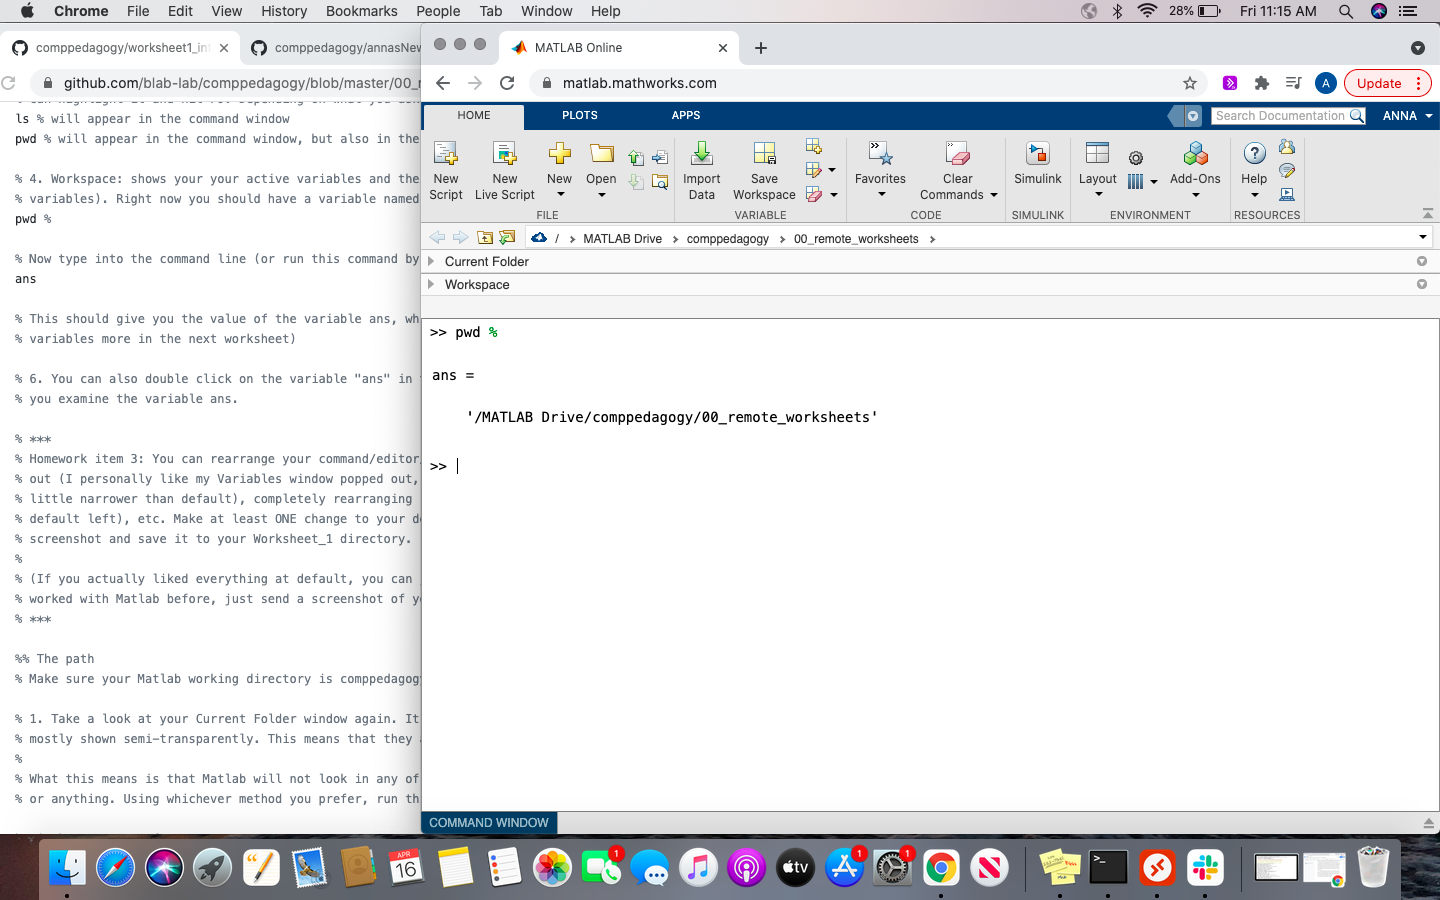 Chrome File Edit View History Bookmarks People Tab Window Help 28% Fri 11:15 AM
comppedagogy/worksheet1_in
comppedagogy/annasNew
github.com/blab-lab/comppedagogy/blob/master/00_r
ls % will appear in the command window
pwd % will appear in the command window, but also in the
% 4. Workspace: shows your your active variables and the
% variables). Right now you should have a variable named
pwd %
% Now type into the command line (or run this command by
ans
% This should give you the value of the variable ans, wh
% variables more in the next worksheet)
% 6. You can also double click on the variable "ans" in
% you examine the variable ans.
% ***
% Homework item 3: You can rearrange your command/editor
% out (I personally like my Variables window popped out,
% little narrower than default), completely rearranging
% default left), etc. Make at least ONE change to your de
% screenshot and save it to your Worksheet_1 directory.
%
% (If you actually liked everything at default, you can
% worked with Matlab before, just send a screenshot of yo
% ***
%% The path
% Make sure your Matlab working directory is comppedagogy
% 1. Take a look at your Current Folder window again. It
% mostly shown semi-transparently. This means that they a
%
% What this means is that Matlab will not look in any of
% or anything. Using whichever method you prefer, run th
MATLAB Online
matlab.mathworks.com
A
Update
HOME PLOTS APPS
Search Documentation
ANNA
New Script
New Live Script
New
Open
Import Data
Save Workspace
Favorites
Clear Commands
Simulink
Layout
Add-Ons
Help
FILE VARIABLE CODE SIMULINK ENVIRONMENT RESOURCES
/ › MATLAB Drive › comppedagogy › 00_remote_worksheets ›
Current Folder
Workspace
>> pwd %
ans =
'/MATLAB Drive/comppedagogy/00_remote_worksheets'
>>
COMMAND WINDOW
APR
16
1
tv
1
1